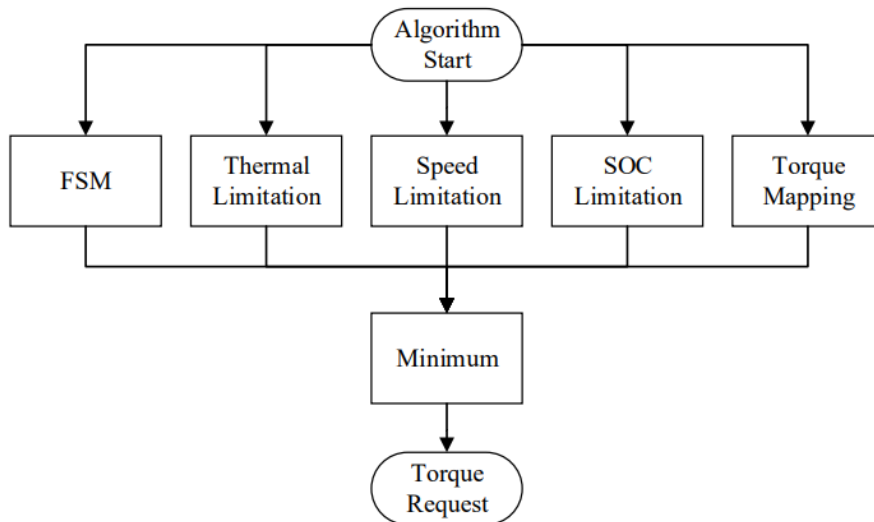 Algorithm
Start
FSM
Thermal
Limitation
Speed
Limitation
SOC
Limitation
Torque
Mapping
Minimum
Torque
Request